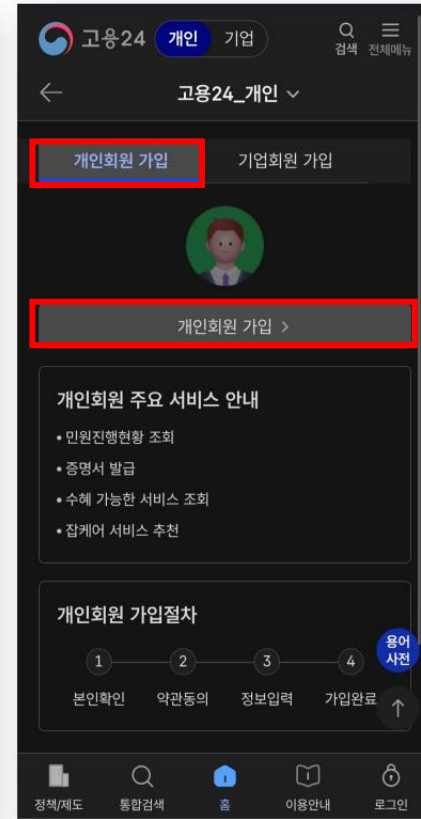 고용24 개인 기업 검색 전체메뉴
고용24_개인
개인회원 가입 기업회원 가입
개인회원 가입 >
개인회원 주요 서비스 안내
• 민원진행현황 조회
• 증명서 발급
• 수혜 가능한 서비스 조회
• 잡케어 서비스 추천
개인회원 가입절차
용어
사전
1 2 3 4
본인확인 약관동의 정보입력 가입완료
정책/제도 통합검색 홈 이용안내 로그인